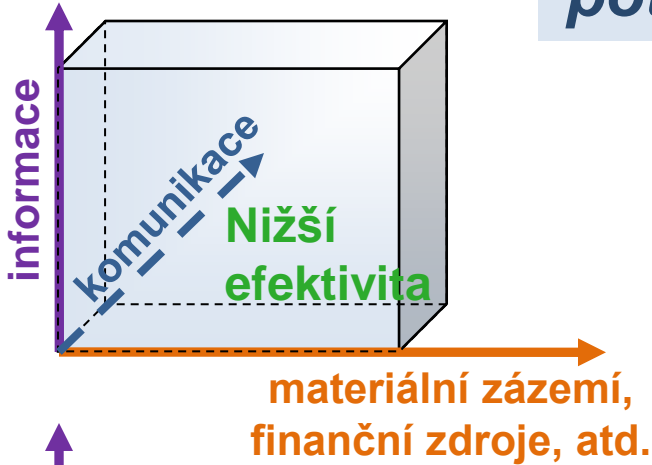 informace
komunikace
Nižší
efektivita
materiální zázemí,
finanční zdroje, atd.